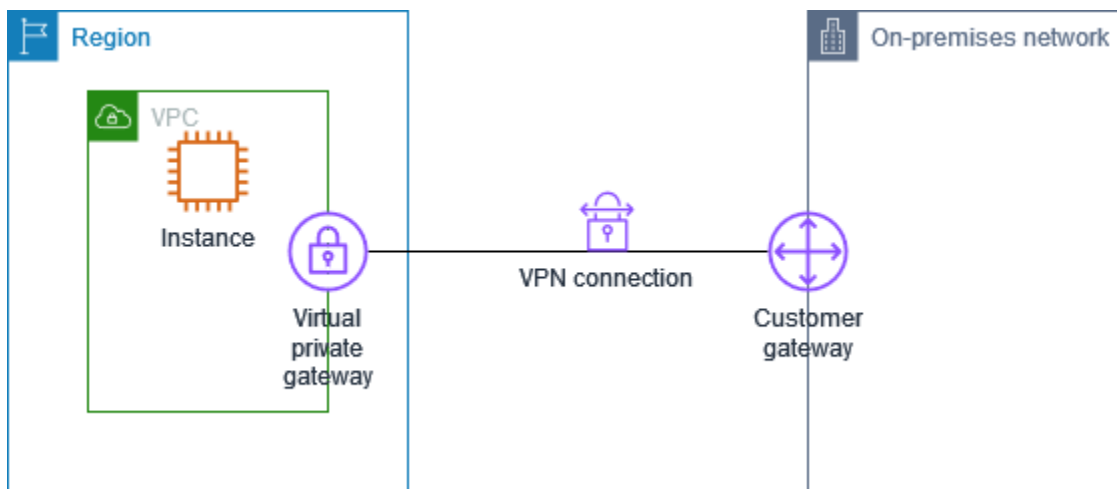 Region
On-premises network
VPC
Instance
VPN connection
Virtual
private
gateway
Customer
gateway